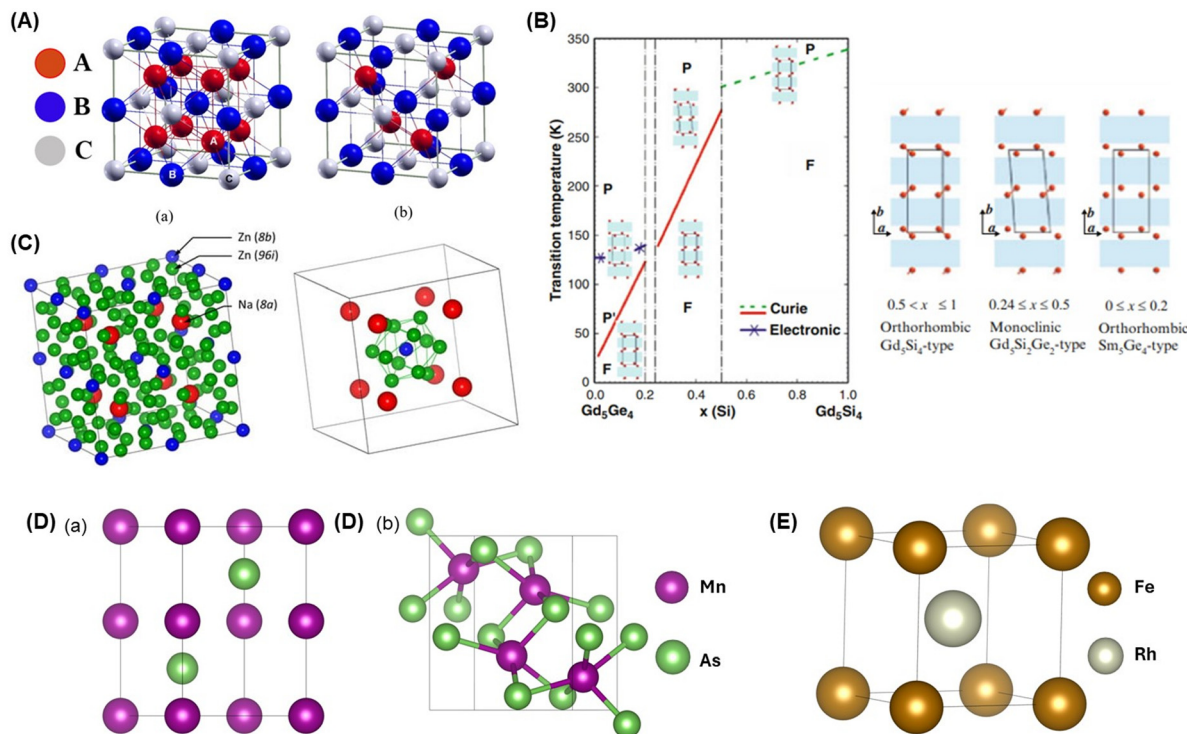 (A)
A
B
C
A
B
C
(a)
(b)
(B)
Transition temperature (K)
350
300
250
200
150
100
50
0
P
P
P
P'
F
F
F
Curie
Electronic
0.0
0.2
0.4
0.6
0.8
1.0
Gd₅Ge₄
x (Si)
Gd₅Si₄
b
a
b
a
b
a
0.5 < x ≤ 1
Orthorhombic
Gd₅Si₄-type
0.24 ≤ x ≤ 0.5
Monoclinic
Gd₅Si₂Ge₂-type
0 ≤ x ≤ 0.2
Orthorhombic
Sm₅Ge₄-type
(C)
Zn (8b)
Zn (96i)
Na (8a)
(D) (a)
(D) (b)
Mn
As
(E)
Fe
Rh